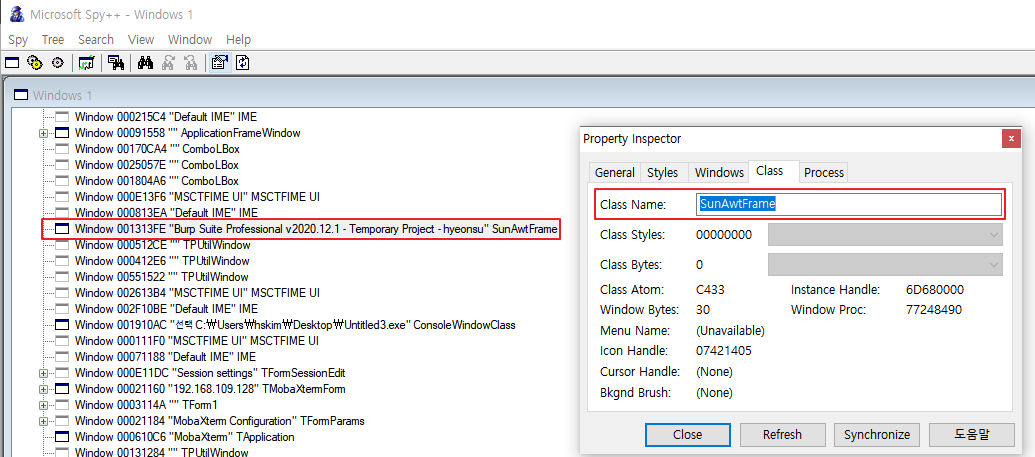 Microsoft Spy++ - Windows 1
Spy Tree Search View Window Help
Windows 1
Window 000215C4 "Default IME" IME
Window 00091558 "" ApplicationFrameWindow
Window 00170CA4 "" ComboLBox
Window 0025057E "" ComboLBox
Window 001804A6 "" ComboLBox
Window 000E13F6 "MSCTFIME UI" MSCTFIME UI
Window 000813EA "Default IME" IME
Window 001313FE "Burp Suite Professional v2020.12.1 - Temporary Project - hyeonsu" SunAwtFrame
Window 000512CE "" TPUtilWindow
Window 000412E6 "" TPUtilWindow
Window 00551522 "" TPUtilWindow
Window 002613B4 "MSCTFIME UI" MSCTFIME UI
Window 002F10BE "Default IME" IME
Window 001910AC "선택 C:₩Users₩hskim₩Desktop₩Untitled3.exe" ConsoleWindowClass
Window 000111F0 "MSCTFIME UI" MSCTFIME UI
Window 00071188 "Default IME" IME
Window 000E11DC "Session settings" TFormSessionEdit
Window 00021160 "192.168.109.128" TMobaXtermForm
Window 0003114A "" TForm1
Window 00021184 "MobaXterm Configuration" TFormParams
Window 000610C6 "MobaXterm" TApplication
Window 00131284 "" TPUtilWindow
Property Inspector
General Styles Windows Class Process
Class Name: SunAwtFrame
Class Styles: 00000000
Class Bytes: 0
Class Atom: C433 Instance Handle: 6D680000
Window Bytes: 30 Window Proc: 77248490
Menu Name: (Unavailable)
Icon Handle: 07421405
Cursor Handle: (None)
Bkgnd Brush: (None)
Close Refresh Synchronize 도움말